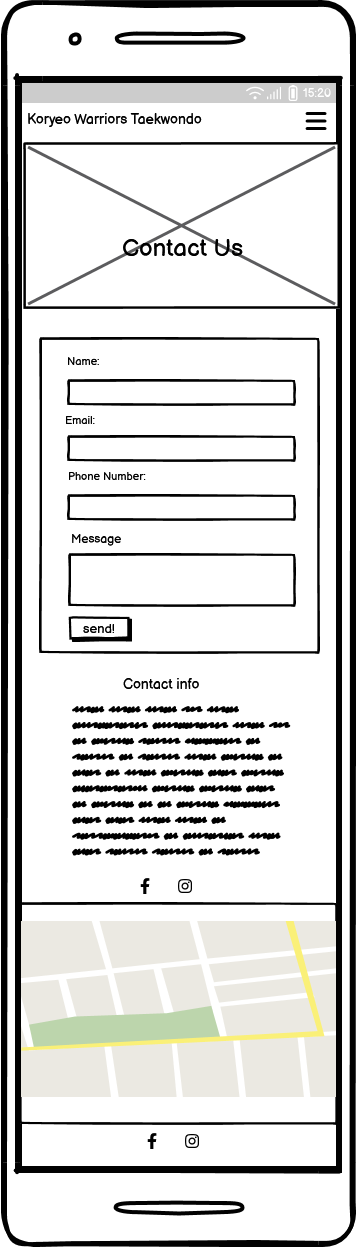 15:20
Koryeo Warriors Taekwondo
Contact Us
Name:
Email:
Phone Number:
Message
send!
Contact info